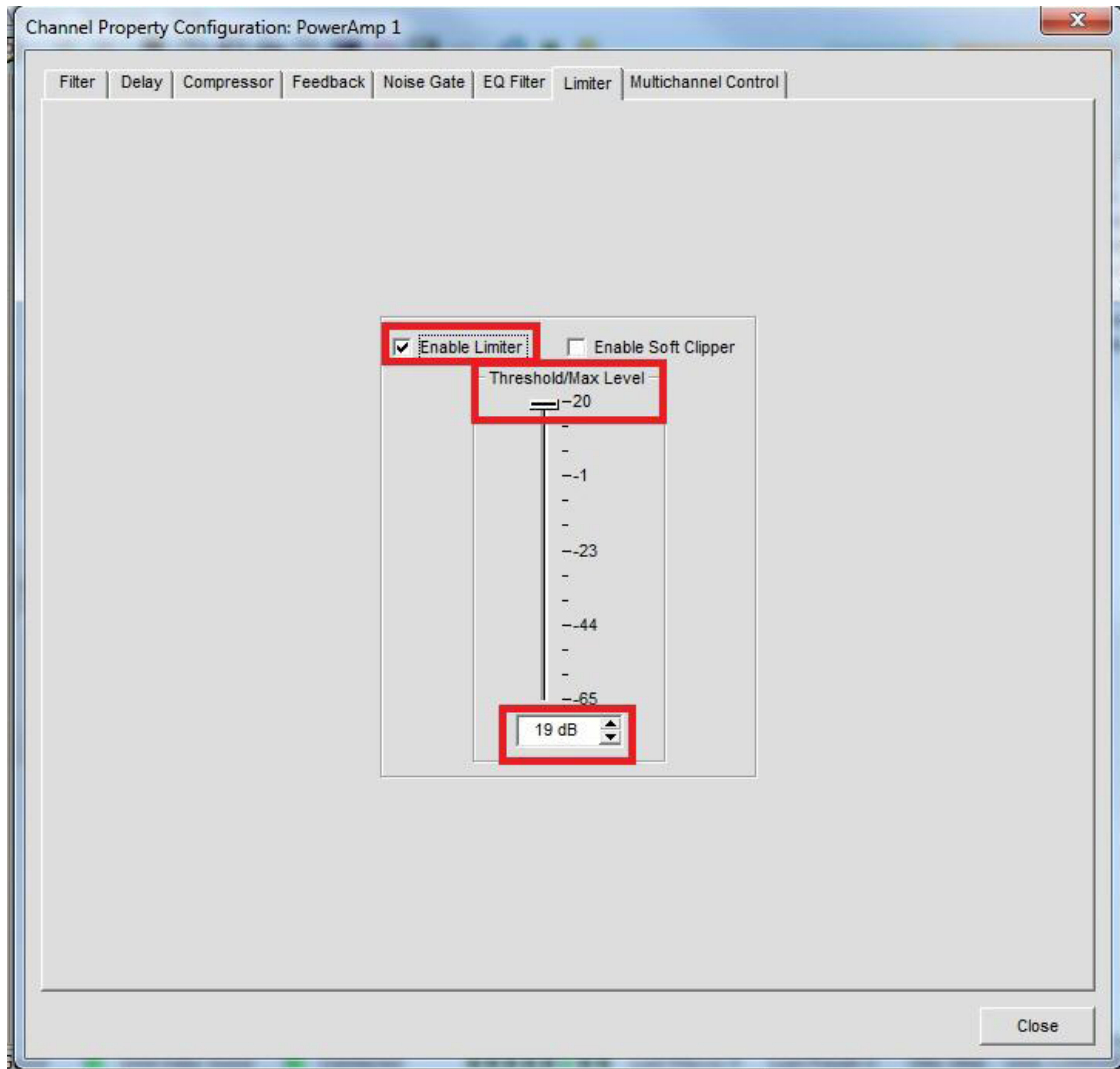 Channel Property Configuration: PowerAmp 1
X
Filter Delay Compressor Feedback Noise Gate EQ Filter Limiter Multichannel Control
Enable Limiter Enable Soft Clipper
Threshold/Max Level
20
-1
-23
-44
-65
19 dB
Close